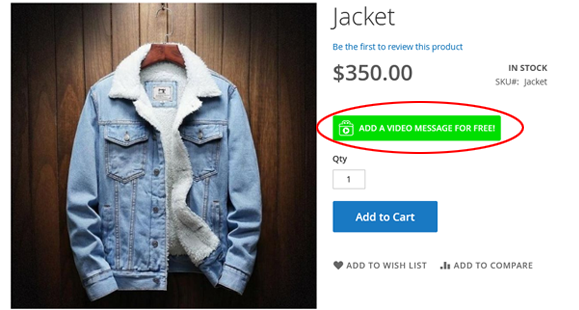 Jacket
Be the first to review this product
$350.00
IN STOCK
SKU#: Jacket
ADD A VIDEO MESSAGE FOR FREE!
Qty
1
Add to Cart
ADD TO WISH LIST
ADD TO COMPARE